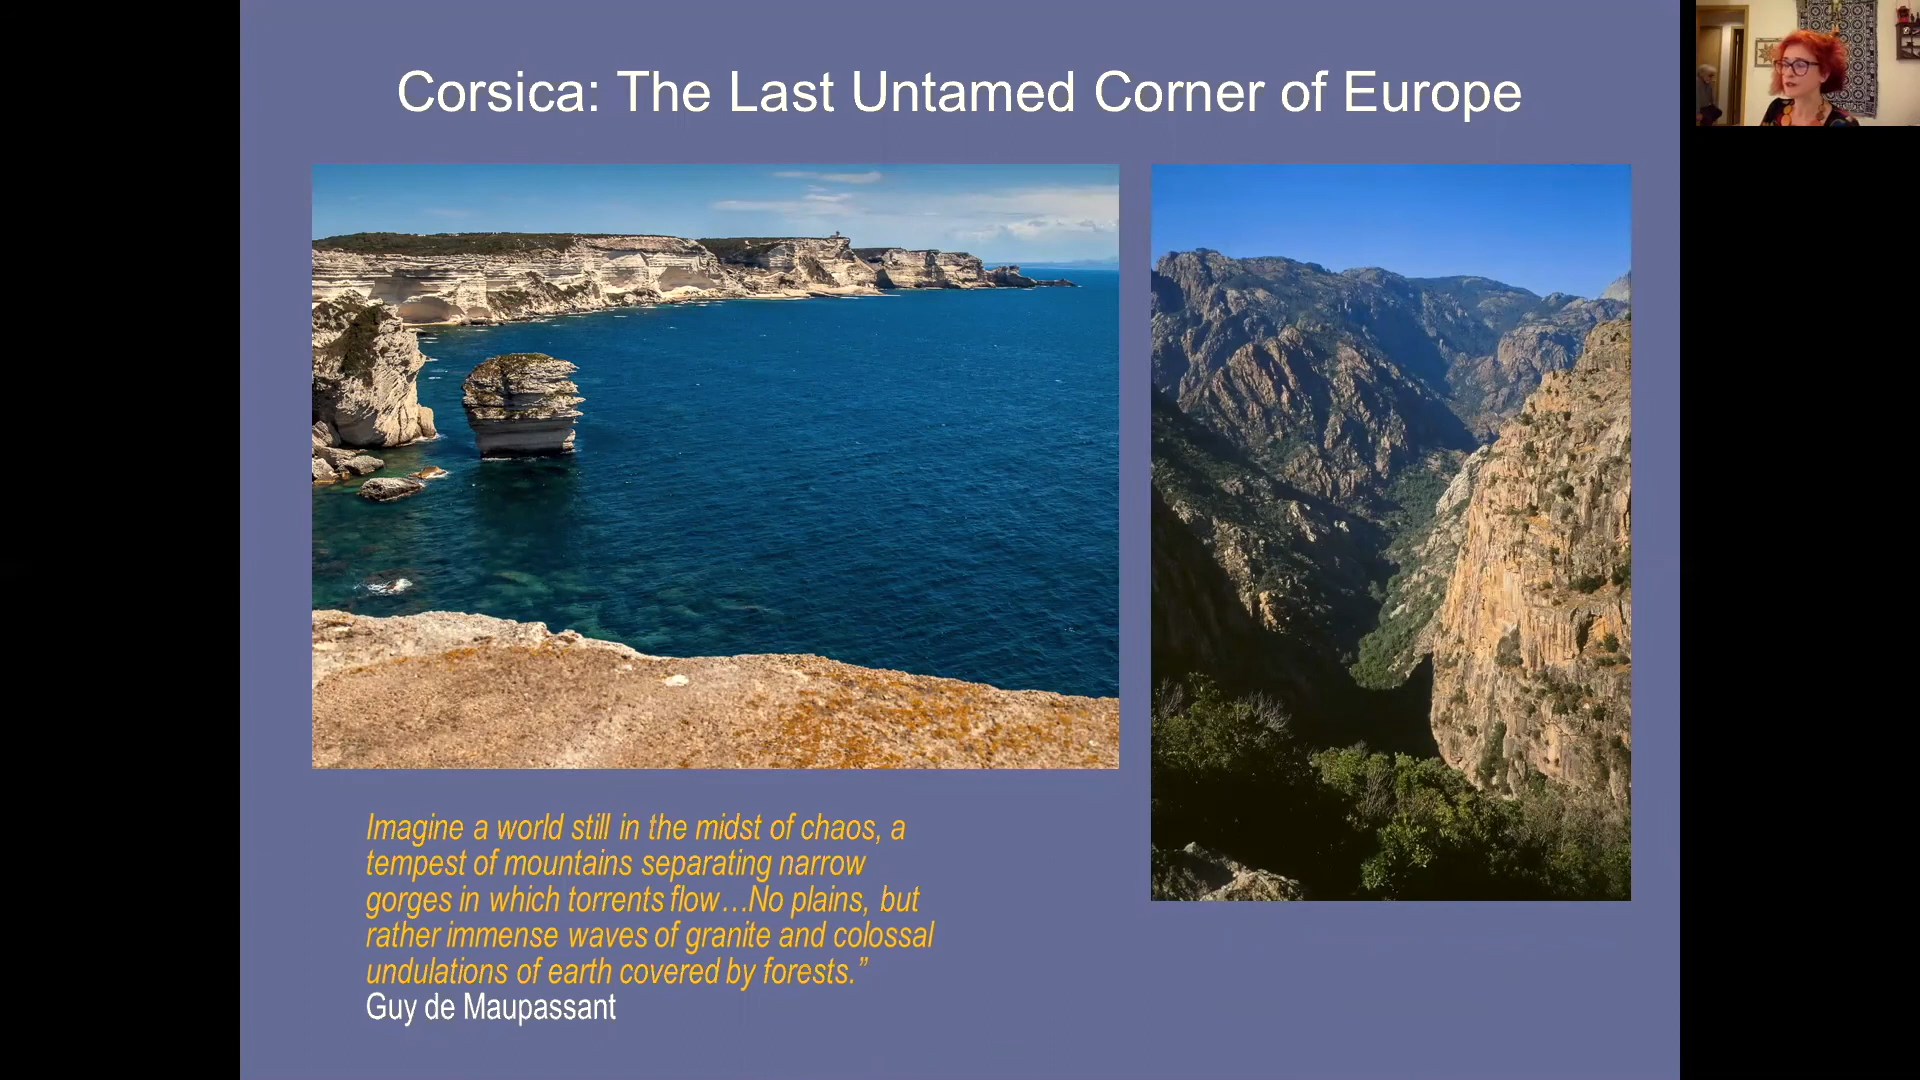 Corsica: The Last Untamed Corner of Europe
Imagine a world still in the midst of chaos, a
tempest of mountains separating narrow
gorges in which torrents flow…No plains, but
rather immense waves of granite and colossal
undulations of earth covered by forests.”
Guy de Maupassant